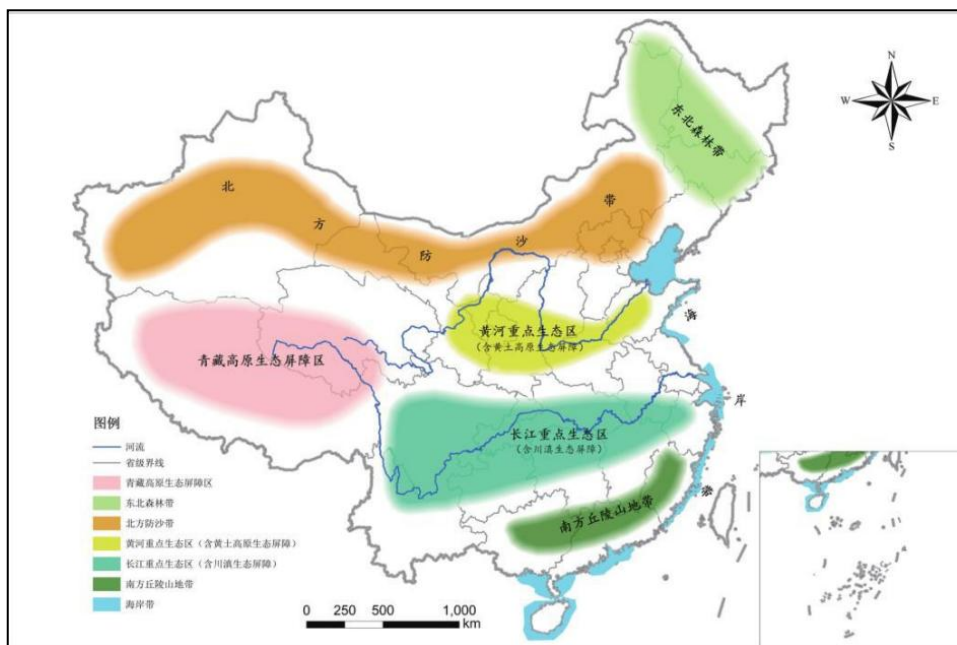 N
W
E
S
东北森林带
北方防沙带
黄河重点生态区
(含黄土高原生态屏障)
青藏高原生态屏障区
长江重点生态区
(含川滇生态屏障)
南方丘陵山地带
海岸带
图例
河流
省级界线
青藏高原生态屏障区
东北森林带
北方防沙带
黄河重点生态区(含黄土高原生态屏障)
长江重点生态区(含川滇生态屏障)
南方丘陵山地带
海岸带
0 250 500 1,000
km